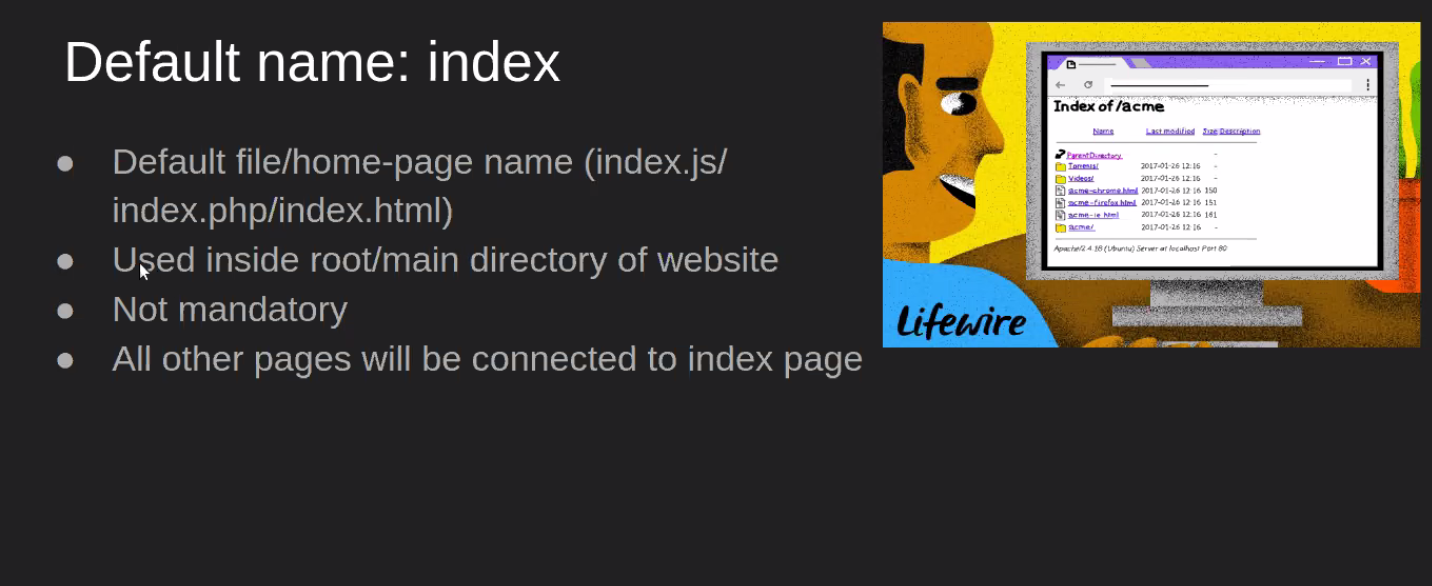 Default name: index
● Default file/home-page name (index.js/
index.php/index.html)
● Used inside root/main directory of website
● Not mandatory
● All other pages will be connected to index page
Index of /acme
Name Last modified Size Description
Parent Directory -
2017-01-26 12:16 -
Videos/ 2017-01-26 12:16 -
acme-chrome.html 2017-01-26 12:16 150
acme-firefox.html 2017-01-26 12:16 151
acme-ie.html 2017-01-26 12:16 161
acme/ 2017-01-26 12:16 -
Apache/2.4.18 (Ubuntu) Server at localhost Port 80
Lifewire